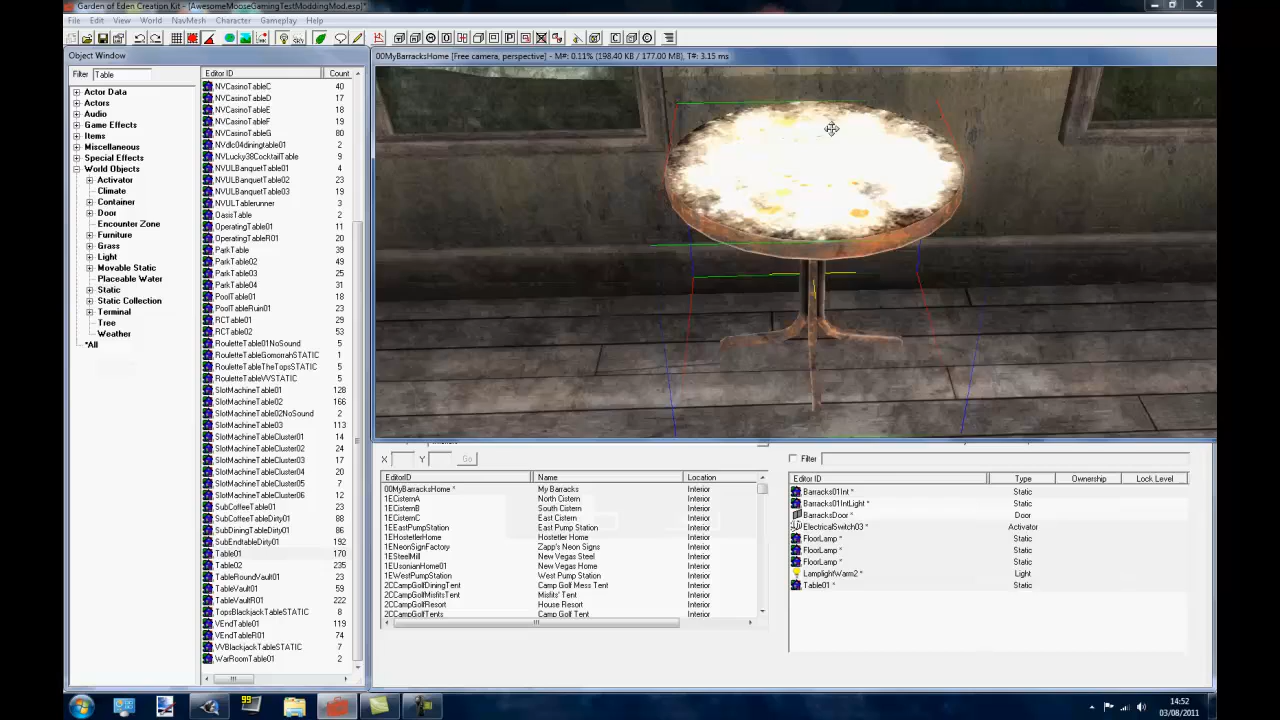 Garden of Eden Creation Kit - [AwesomeMooseGamingTestModdingMod.esp]*
File Edit View World NavMesh Character Gameplay Help
Object Window
Filter Table
Actor Data
Actors
Audio
Game Effects
Items
Miscellaneous
Special Effects
World Objects
Activator
Climate
Container
Door
Encounter Zone
Furniture
Grass
Light
Movable Static
Placeable Water
Static
Static Collection
Terminal
Tree
Weather
*All
Editor ID Count
NVCasinoTableC 40
NVCasinoTableD 17
NVCasinoTableE 18
NVCasinoTableF 19
NVCasinoTableG 80
NVdlc04diningtable01 2
NVLucky38CocktailTable 9
NVULBanquetTable01 4
NVULBanquetTable02 23
NVULBanquetTable03 19
NVULTablerunner 3
OasisTable 2
OperatingTable01 11
OperatingTableR01 20
ParkTable 39
ParkTable02 49
ParkTable03 25
ParkTable04 31
PoolTable01 18
PoolTableRuin01 23
RCTable01 29
RCTable02 53
RouletteTable01NoSound 5
RouletteTableGomorrahSTATIC 1
RouletteTableTheTopsSTATIC 5
RouletteTableVVSTATIC 5
SlotMachineTable01 128
SlotMachineTable02 166
SlotMachineTable02NoSound 2
SlotMachineTable03 113
SlotMachineTableCluster01 14
SlotMachineTableCluster02 24
SlotMachineTableCluster03 17
SlotMachineTableCluster04 20
SlotMachineTableCluster05 7
SlotMachineTableCluster06 12
SubCoffeeTable01 23
SubCoffeeTableDirty01 88
SubDiningTableDirty01 86
SubEndtableDirty01 192
Table01 170
Table02 235
TableRoundVault01 23
TableVault01 59
TableVaultR01 222
TopsBlackjackTableSTATIC 8
VEndTable01 119
VEndTableR01 74
VVBlackjackTableSTATIC 7
WarRoomTable01 2
00MyBarracksHome [Free camera, perspective] - M#: 0.11% (198.40 KB / 177.00 MB), T#: 3.15 ms
X Y Go
EditorID Name Location
00MyBarracksHome * My Barracks Interior
1ECisternA North Cistern Interior
1ECisternB South Cistern Interior
1ECisternC East Cistern Interior
1EEastPumpStation East Pump Station Interior
1EHostelerHome Hosteler Home Interior
1ENeonSignFactory Zapp's Neon Signs Interior
1ESteelMill New Vegas Steel Interior
1EUsonianHome01 New Vegas Home Interior
1EWestPumpStation West Pump Station Interior
2CCampGolfDiningTent Camp Golf Mess Tent Interior
2CCampGolfMisfitsTent Misfits' Tent Interior
2CCampGolfResort House Resort Interior
2CCampGolfTents Camp Golf Tent Interior
Filter
Editor ID Type Ownership Lock Level
Barracks01Int * Static
Barracks01IntLight * Static
BarracksDoor * Door
ElectricalSwitch03 * Activator
FloorLamp * Static
FloorLamp * Static
FloorLamp * Static
LamplightWarm2 * Light
Table01 * Static
99
14:52
03/08/2011